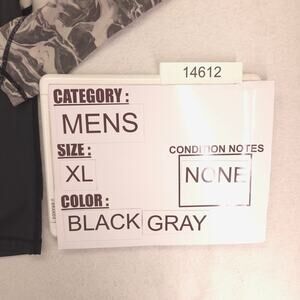 14612
CATEGORY :
MENS
SIZE :
XL
CONDITION NOTES
NONE
COLOR :
BLACK GRAY